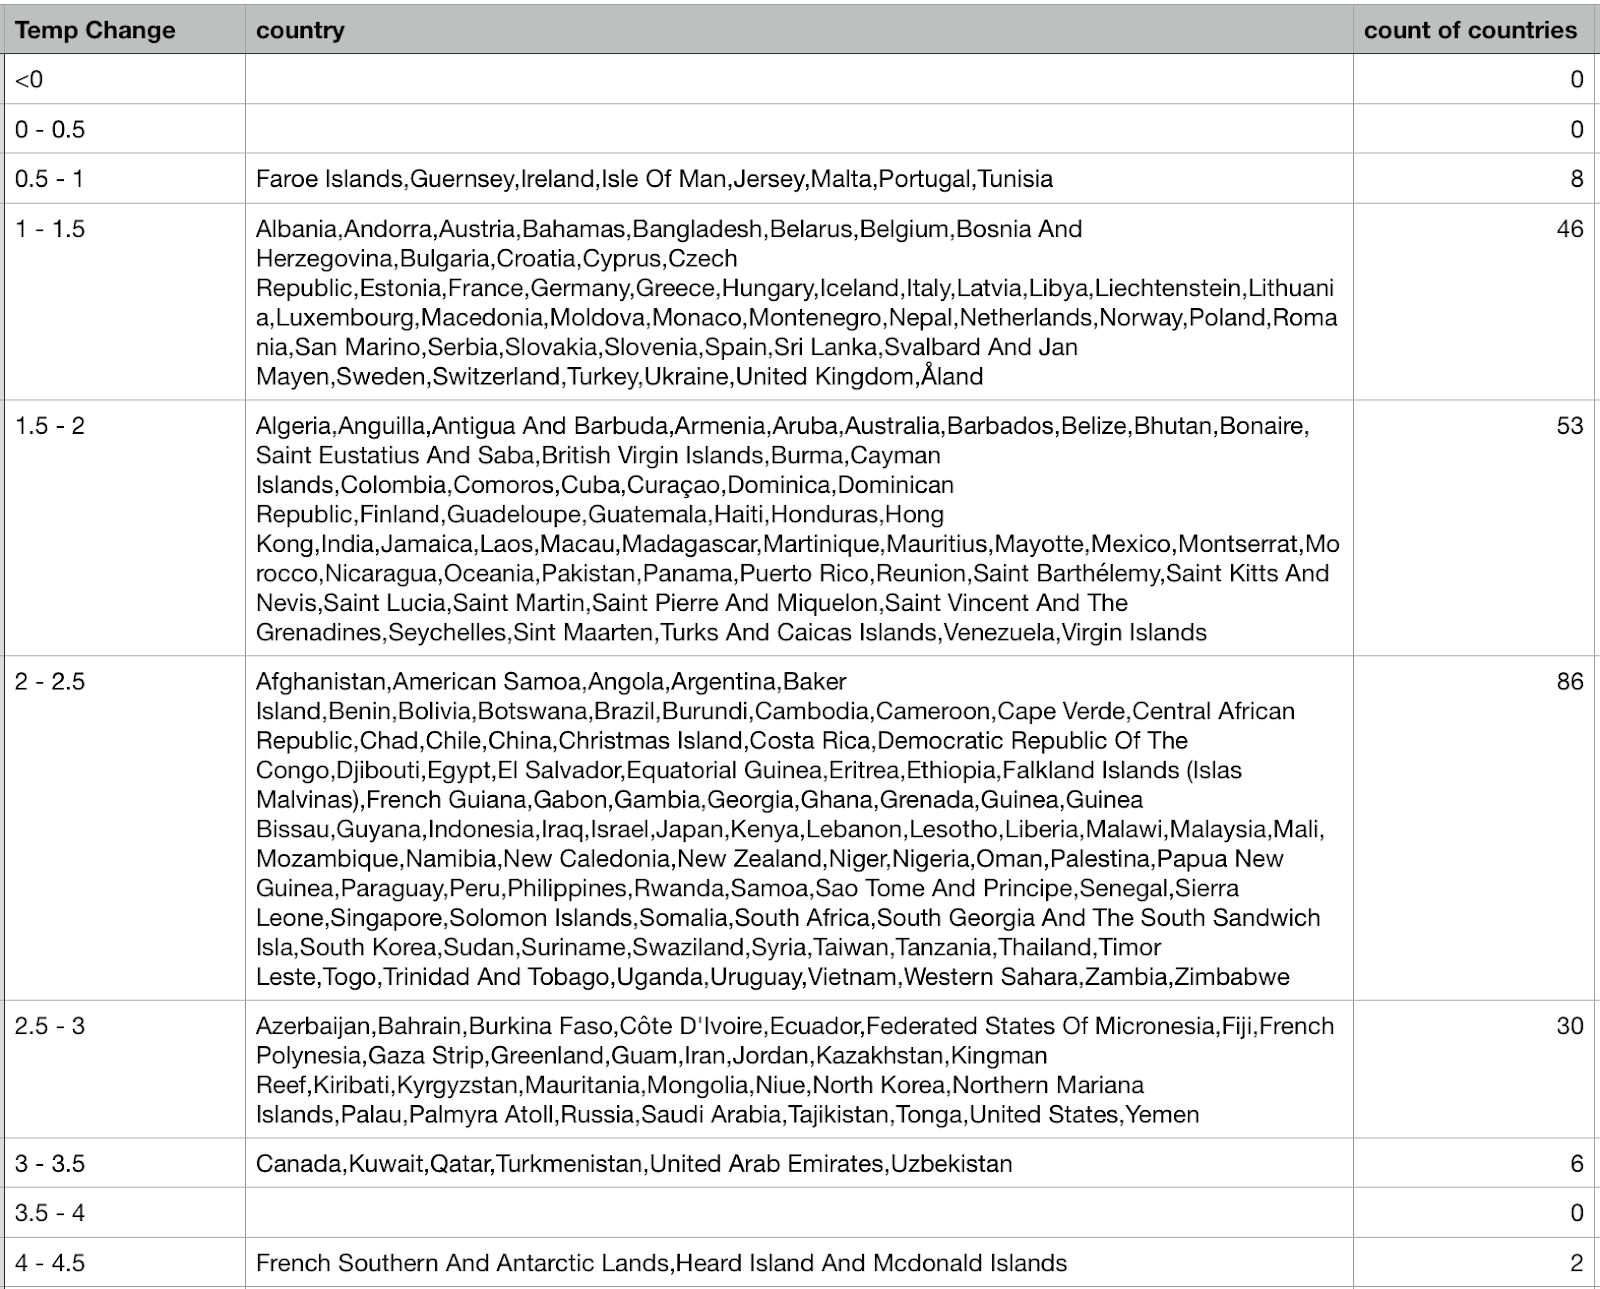 Temp Change country count of countries
<0 0
0 - 0.5 0
0.5 - 1 Faroe Islands,Guernsey,Ireland,Isle Of Man,Jersey,Malta,Portugal,Tunisia 8
1 - 1.5 Albania,Andorra,Austria,Bahamas,Bangladesh,Belarus,Belgium,Bosnia And 46
Herzegovina,Bulgaria,Croatia,Cyprus,Czech
Republic,Estonia,France,Germany,Greece,Hungary,Iceland,Italy,Latvia,Libya,Liechtenstein,Lithuani
a,Luxembourg,Macedonia,Moldova,Monaco,Montenegro,Nepal,Netherlands,Norway,Poland,Roma
nia,San Marino,Serbia,Slovakia,Slovenia,Spain,Sri Lanka,Svalbard And Jan
Mayen,Sweden,Switzerland,Turkey,Ukraine,United Kingdom,Åland
1.5 - 2 Algeria,Anguilla,Antigua And Barbuda,Armenia,Aruba,Australia,Barbados,Belize,Bhutan,Bonaire, 53
Saint Eustatius And Saba,British Virgin Islands,Burma,Cayman
Islands,Colombia,Comoros,Cuba,Curaçao,Dominica,Dominican
Republic,Finland,Guadeloupe,Guatemala,Haiti,Honduras,Hong
Kong,India,Jamaica,Laos,Macau,Madagascar,Martinique,Mauritius,Mayotte,Mexico,Montserrat,Mo
rocco,Nicaragua,Oceania,Pakistan,Panama,Puerto Rico,Reunion,Saint Barthélemy,Saint Kitts And
Nevis,Saint Lucia,Saint Martin,Saint Pierre And Miquelon,Saint Vincent And The
Grenadines,Seychelles,Sint Maarten,Turks And Caicas Islands,Venezuela,Virgin Islands
2 - 2.5 Afghanistan,American Samoa,Angola,Argentina,Baker 86
Island,Benin,Bolivia,Botswana,Brazil,Burundi,Cambodia,Cameroon,Cape Verde,Central African
Republic,Chad,Chile,China,Christmas Island,Costa Rica,Democratic Republic Of The
Congo,Djibouti,Egypt,El Salvador,Equatorial Guinea,Eritrea,Ethiopia,Falkland Islands (Islas
Malvinas),French Guiana,Gabon,Gambia,Georgia,Ghana,Grenada,Guinea,Guinea
Bissau,Guyana,Indonesia,Iraq,Israel,Japan,Kenya,Lebanon,Lesotho,Liberia,Malawi,Malaysia,Mali,
Mozambique,Namibia,New Caledonia,New Zealand,Niger,Nigeria,Oman,Palestina,Papua New
Guinea,Paraguay,Peru,Philippines,Rwanda,Samoa,Sao Tome And Principe,Senegal,Sierra
Leone,Singapore,Solomon Islands,Somalia,South Africa,South Georgia And The South Sandwich
Isla,South Korea,Sudan,Suriname,Swaziland,Syria,Taiwan,Tanzania,Thailand,Timor
Leste,Togo,Trinidad And Tobago,Uganda,Uruguay,Vietnam,Western Sahara,Zambia,Zimbabwe
2.5 - 3 Azerbaijan,Bahrain,Burkina Faso,Côte D'Ivoire,Ecuador,Federated States Of Micronesia,Fiji,French 30
Polynesia,Gaza Strip,Greenland,Guam,Iran,Jordan,Kazakhstan,Kingman
Reef,Kiribati,Kyrgyzstan,Mauritania,Mongolia,Niue,North Korea,Northern Mariana
Islands,Palau,Palmyra Atoll,Russia,Saudi Arabia,Tajikistan,Tonga,United States,Yemen
3 - 3.5 Canada,Kuwait,Qatar,Turkmenistan,United Arab Emirates,Uzbekistan 6
3.5 - 4 0
4 - 4.5 French Southern And Antarctic Lands,Heard Island And Mcdonald Islands 2